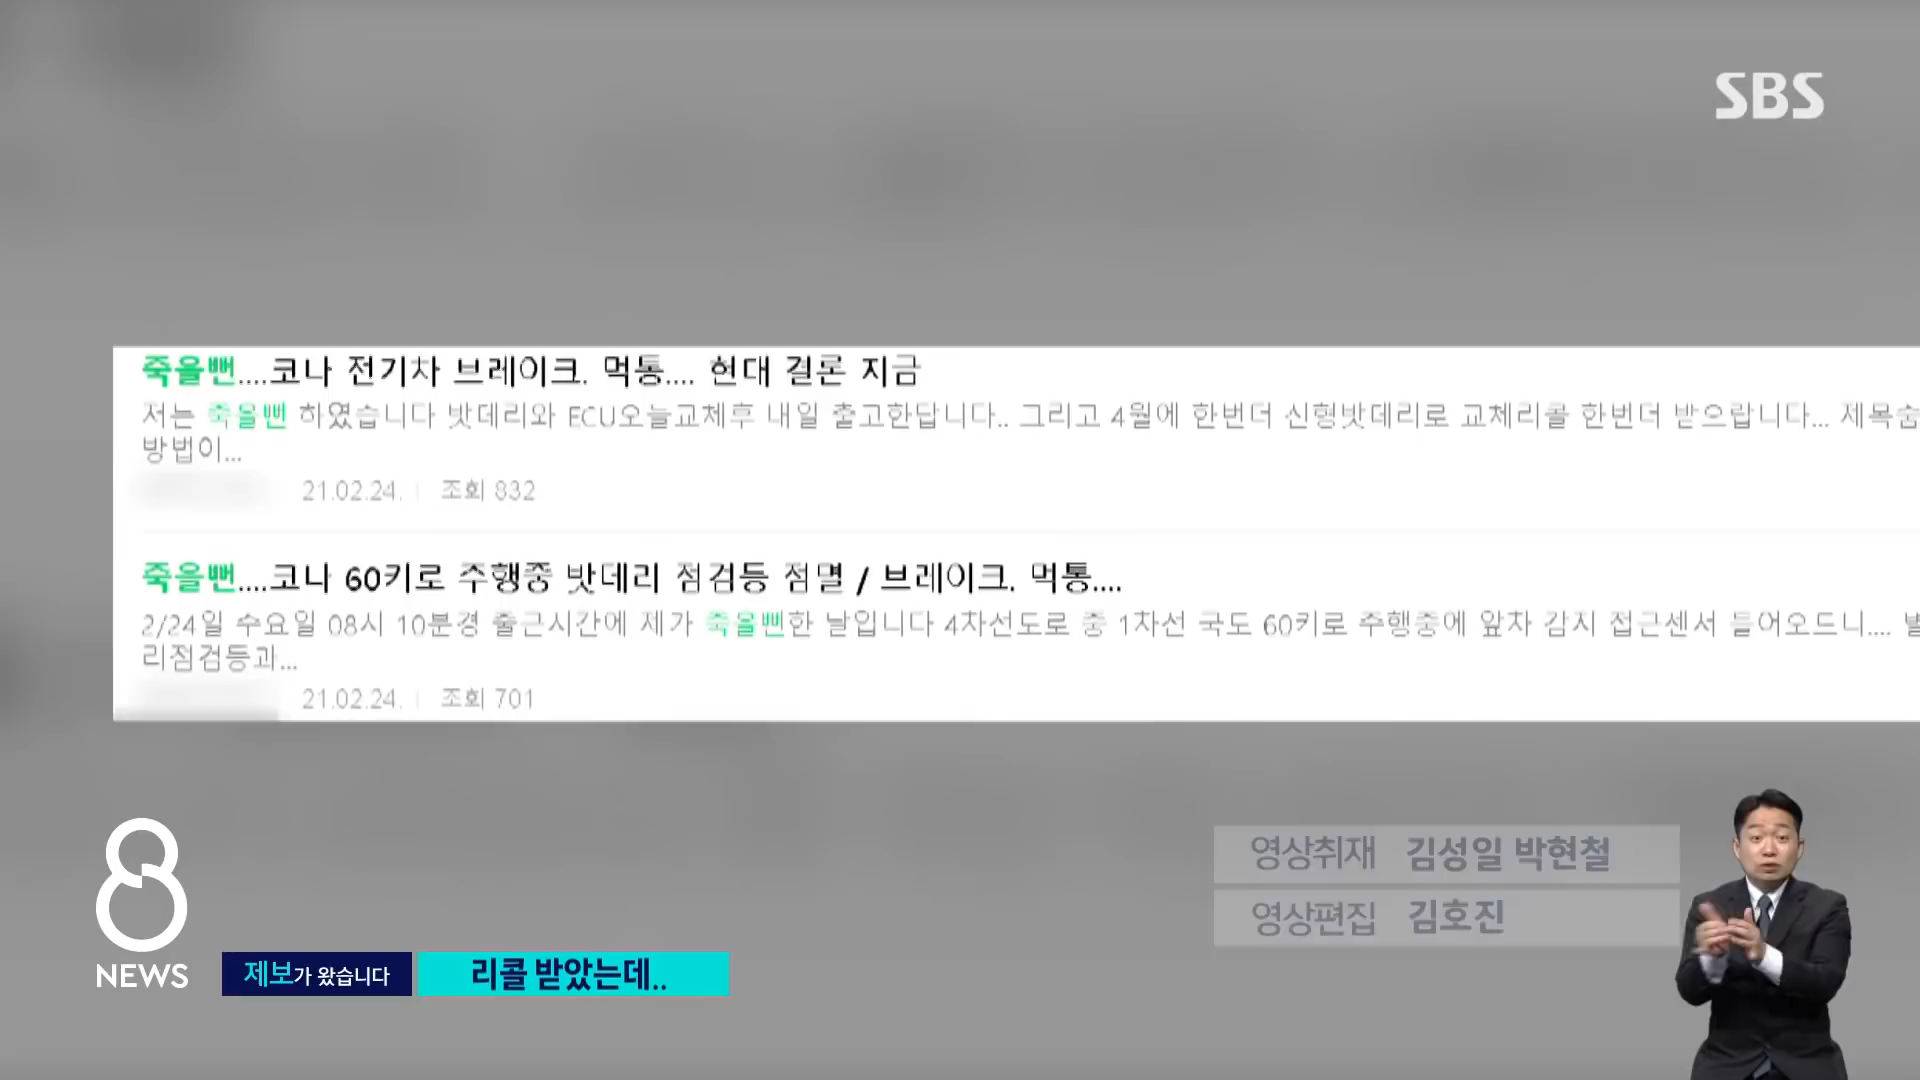 SBS
죽을뻔....코나 전기차 브레이크. 먹통.... 현대 결론 지금
저는 죽을뻔 하였습니다 밧데리와 ECU오늘교체후 내일 출고한답니다.. 그리고 4월에 한번더 신형밧데리로 교체리콜 한번더 받으랍니다... 제목숨
방법이...
21.02.24. 조회 832
죽을뻔....코나 60키로 주행중 밧데리 점검등 점멸 / 브레이크. 먹통....
2/24일 수요일 08시 10분경 출근시간에 제가 죽을뻔한 날입니다 4차선도로 중 1차선 국도 60키로 주행중에 앞차 감지 접근센서 들어오드니....
리점검등과...
21.02.24. 조회 701
영상취재 김성일 박현철
영상편집 김호진
8
NEWS
제보가 왔습니다 리콜 받았는데..